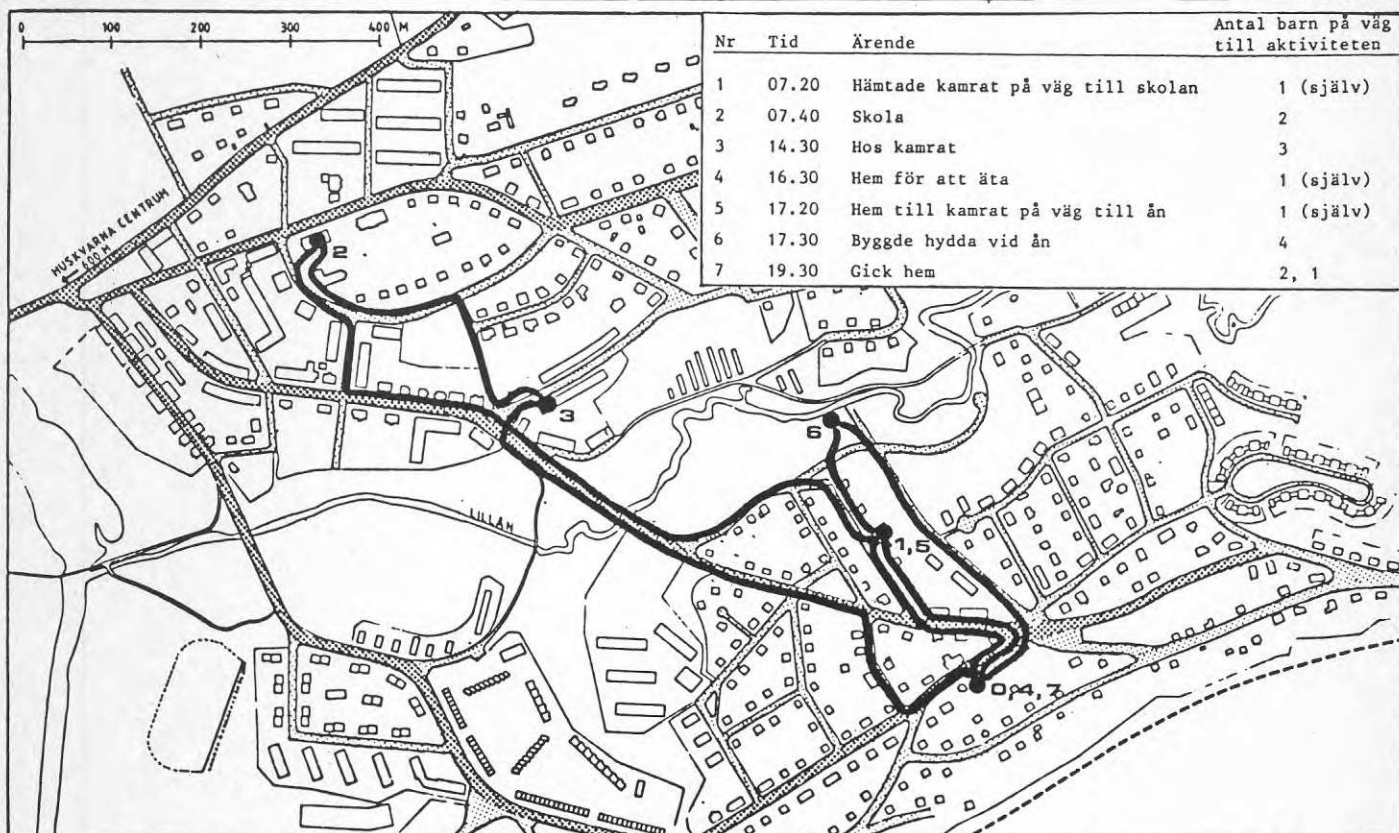 0 100 200 300 400 M
Nr Tid Ärende Antal barn på väg till aktiviteten
1 07.20 Hämtade kamrat på väg till skolan 1 (själv)
2 07.40 Skola 2
3 14.30 Hos kamrat 3
4 16.30 Hem för att äta 1 (själv)
5 17.20 Hem till kamrat på väg till ån 1 (själv)
6 17.30 Byggde hydda vid ån 4
7 19.30 Gick hem 2, 1
HUSKVARNA CENTRUM
2
3
6
LILLÅN
1,5
0,4,7